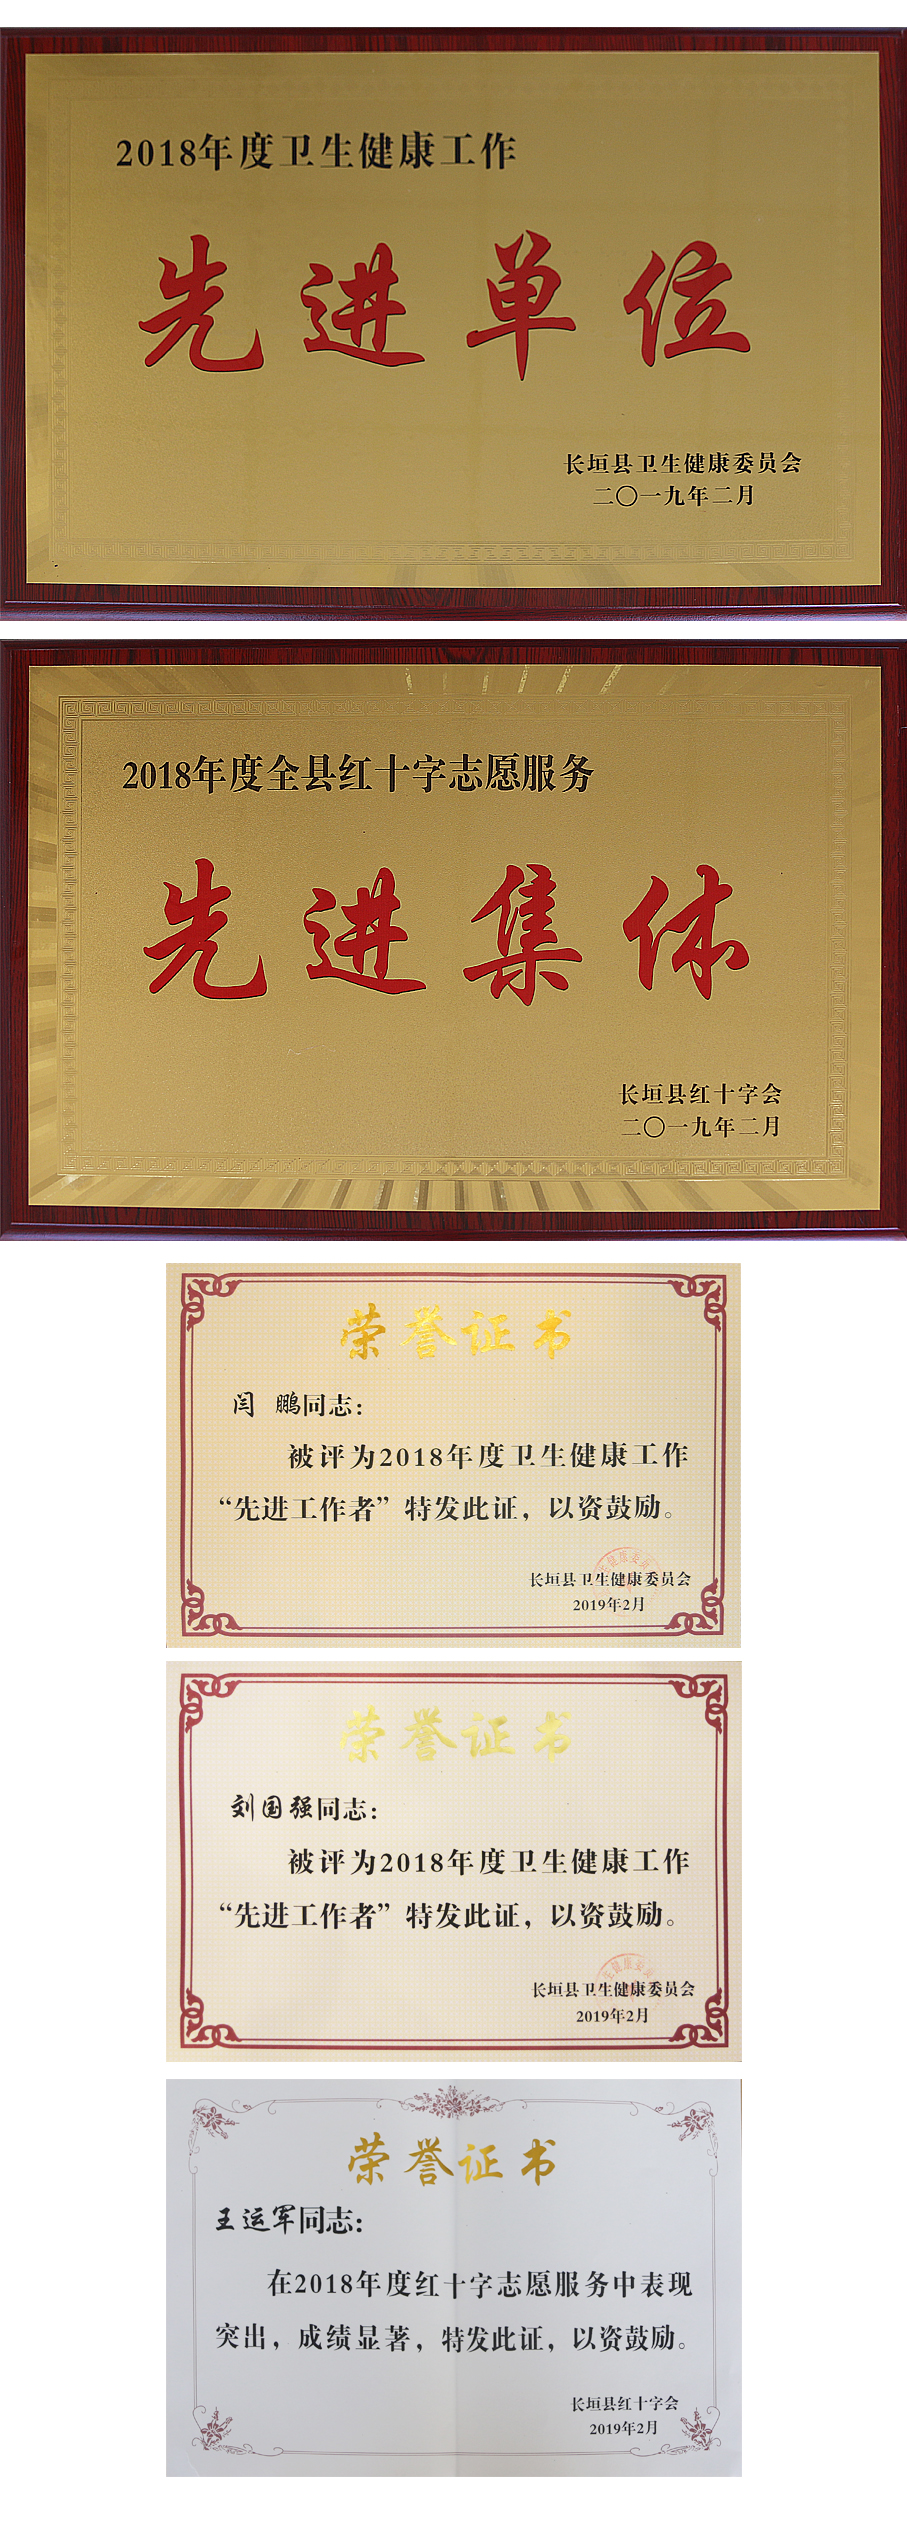 2018年度卫生健康工作
先进单位
长垣县卫生健康委员会
二〇一九年二月
2018年度全县红十字志愿服务
先进集体
长垣县红十字会
二〇一九年二月
荣誉证书
闫 鹏同志：
被评为2018年度卫生健康工作
“先进工作者”特发此证，以资鼓励。
长垣县卫生健康委员会
2019年2月
荣誉证书
刘国强同志：
被评为2018年度卫生健康工作
“先进工作者”特发此证，以资鼓励。
长垣县卫生健康委员会
2019年2月
荣誉证书
王运军同志：
在2018年度红十字志愿服务中表现
突出，成绩显著，特发此证，以资鼓励。
长垣县红十字会
2019年2月